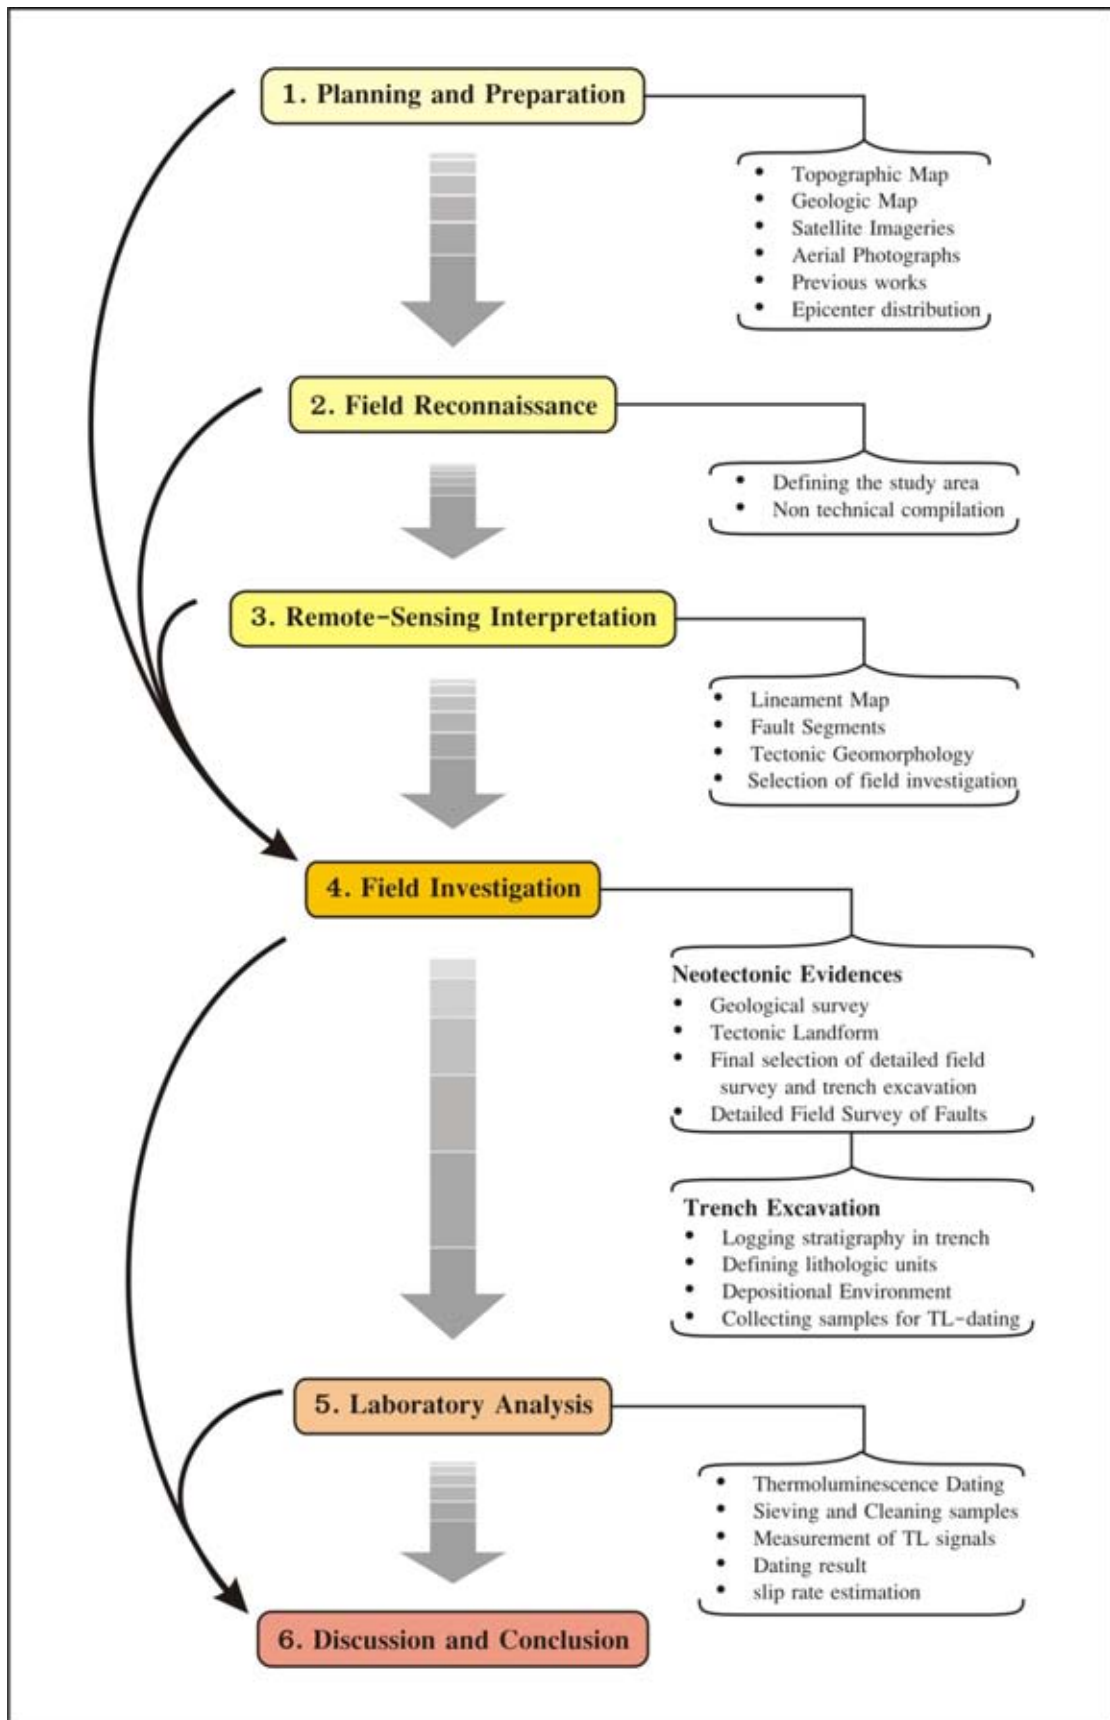 1. Planning and Preparation
• Topographic Map
• Geologic Map
• Satellite Imageries
• Aerial Photographs
• Previous works
• Epicenter distribution
2. Field Reconnaissance
• Defining the study area
• Non technical compilation
3. Remote-Sensing Interpretation
• Lineament Map
• Fault Segments
• Tectonic Geomorphology
• Selection of field investigation
4. Field Investigation
Neotectonic Evidences
• Geological survey
• Tectonic Landform
• Final selection of detailed field
survey and trench excavation
• Detailed Field Survey of Faults
Trench Excavation
• Logging stratigraphy in trench
• Defining lithologic units
• Depositional Environment
• Collecting samples for TL-dating
5. Laboratory Analysis
• Thermoluminescence Dating
• Sieving and Cleaning samples
• Measurement of TL signals
• Dating result
• slip rate estimation
6. Discussion and Conclusion